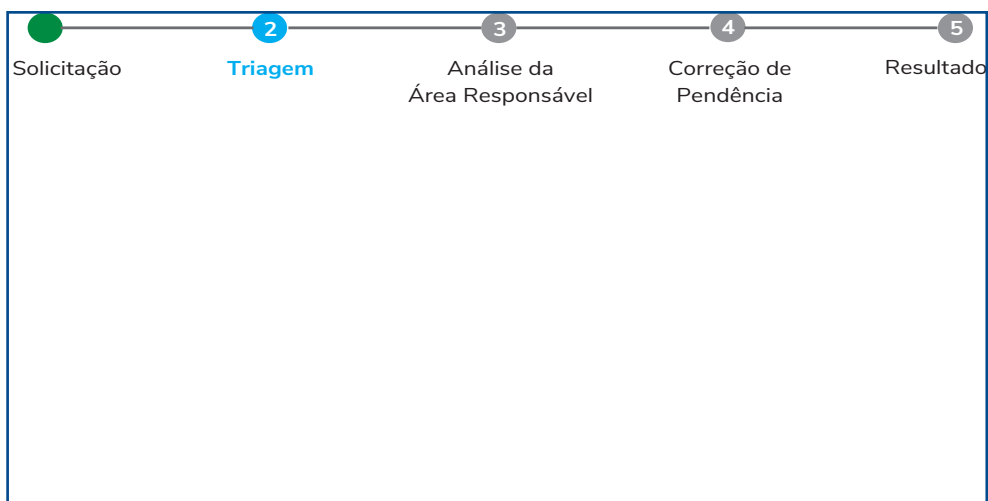 2
3
4
5
Solicitação
Triagem
Análise da
Área Responsável
Correção de
Pendência
Resultado